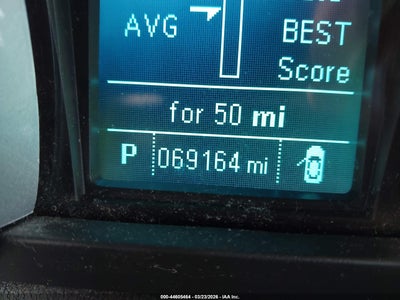 AVG
BEST
Score
for 50 mi
P 069164 mi
000-44605464 - 03/23/2026 - IAA Inc.